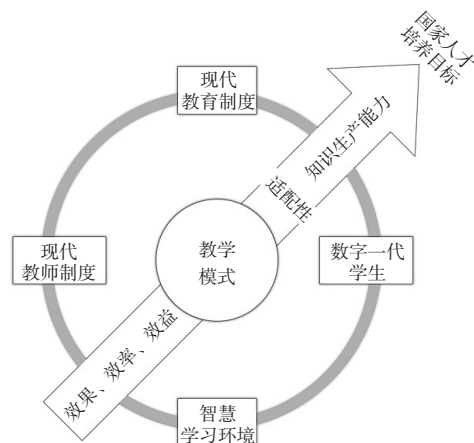 国家人才
培养目标
现代
教育制度
知识生产能力
适配性
现代
教师制度
教学
模式
数字一代
学生
效果、效率、效益
智慧
学习环境